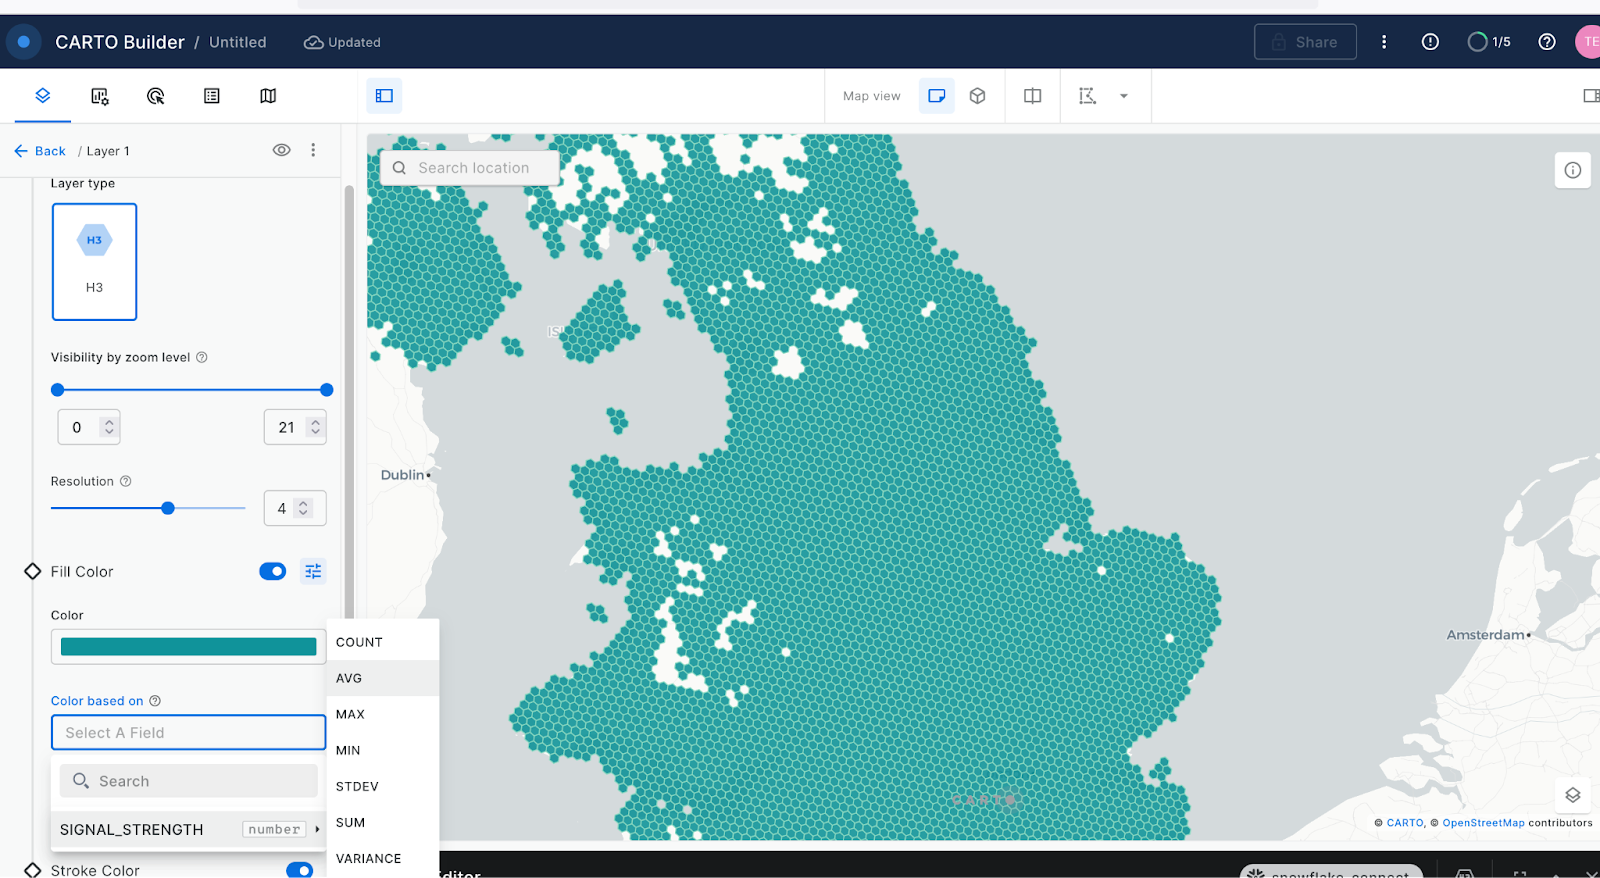 CARTO Builder / Untitled Updated Share 1/5 TE
Map view
Back / Layer 1
Search location
Layer type
H3
H3
Visibility by zoom level
0 21
Resolution
4
Fill Color
Color
Color based on
Select A Field
Search
SIGNAL_STRENGTH number
Stroke Color
COUNT
AVG
MAX
MIN
STDEV
SUM
VARIANCE
Dublin
Amsterdam
CARTO
© CARTO, © OpenStreetMap contributors
snowflake_connect